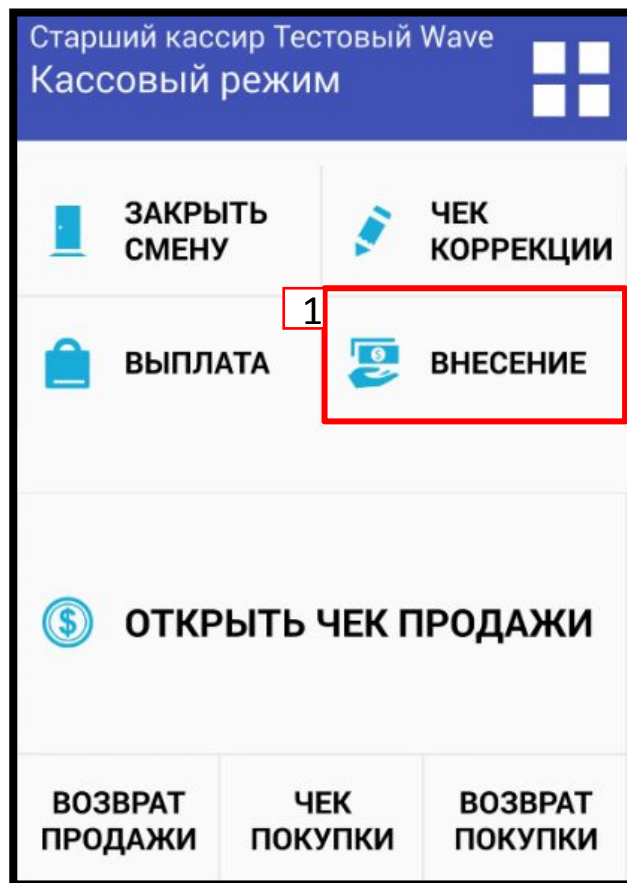 Старший кассир Тестовый Wave
Кассовый режим
ЗАКРЫТЬ
СМЕНУ
ЧЕК
КОРРЕКЦИИ
1
ВЫПЛАТА
ВНЕСЕНИЕ
ОТКРЫТЬ ЧЕК ПРОДАЖИ
ВОЗВРАТ
ПРОДАЖИ
ЧЕК
ПОКУПКИ
ВОЗВРАТ
ПОКУПКИ